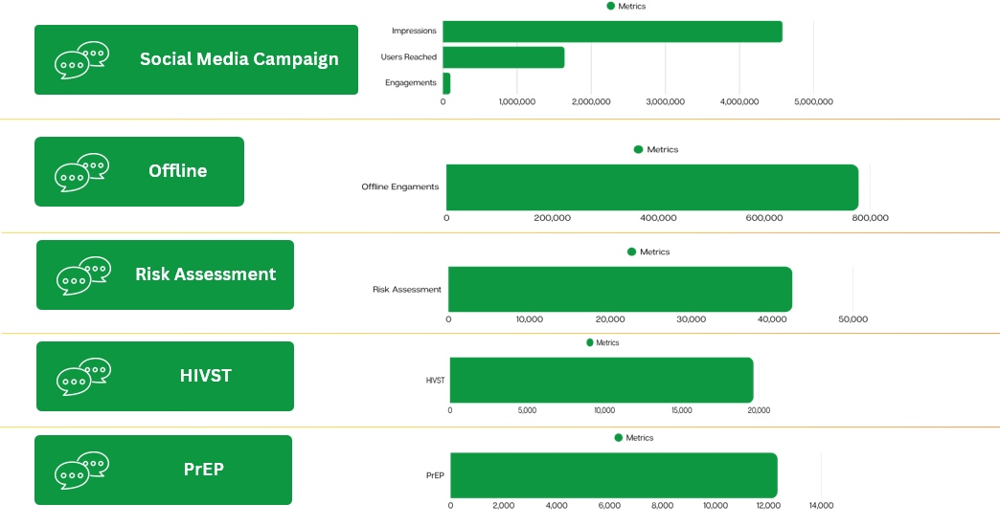 Metrics
Social Media Campaign
Impressions
Users Reached
Engagements
0 1,000,000 2,000,000 3,000,000 4,000,000 5,000,000
Metrics
Offline
Offline Engaments
0 200,000 400,000 600,000 800,000
Metrics
Risk Assessment
Risk Assessment
0 10,000 20,000 30,000 40,000 50,000
Metrics
HIVST
HIVST
0 5,000 10,000 15,000 20,000
Metrics
PrEP
PrEP
0 2,000 4,000 6,000 8,000 10,000 12,000 14,000